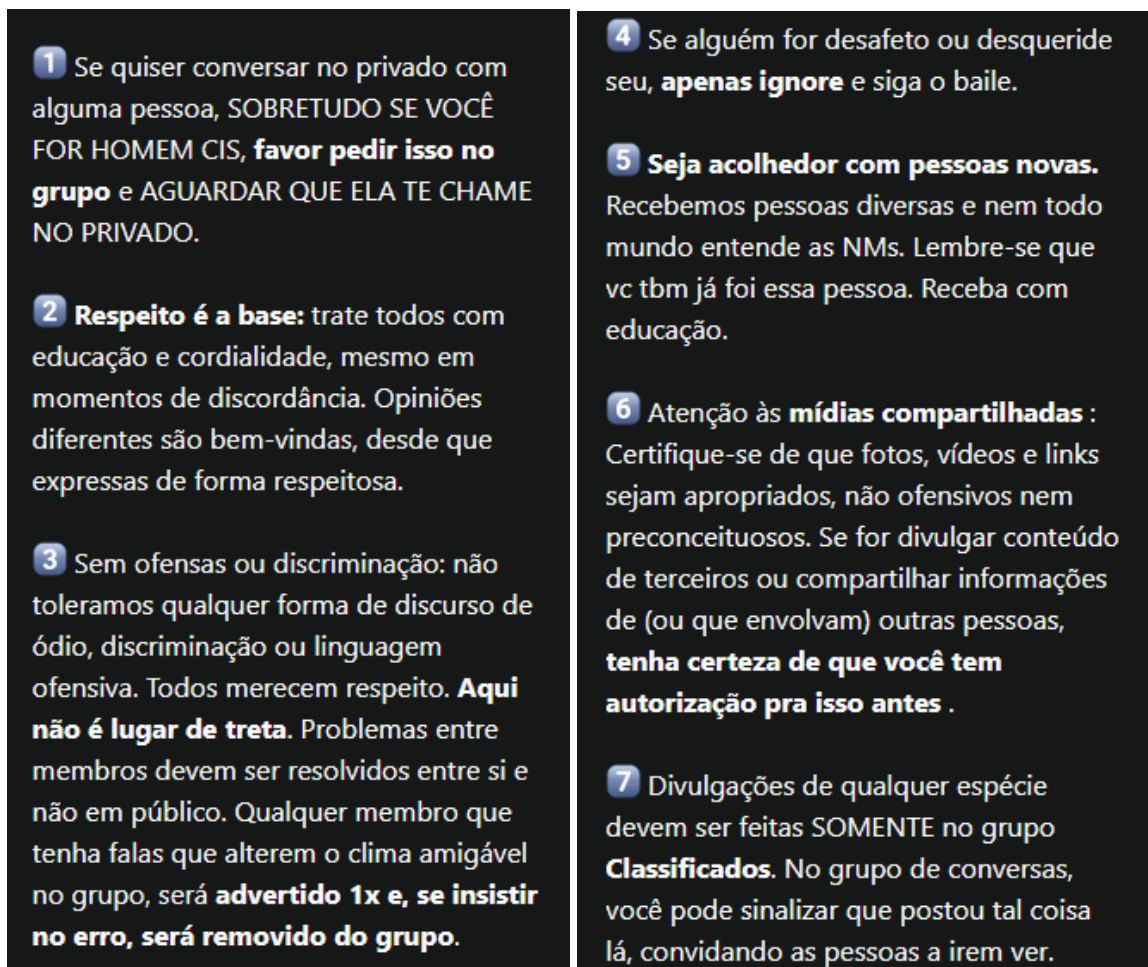 1️⃣ Se quiser conversar no privado com
alguma pessoa, SOBRETUDO SE VOCÊ
FOR HOMEM CIS, favor pedir isso no
grupo e AGUARDAR QUE ELA TE CHAME
NO PRIVADO.
2️⃣ Respeito é a base: trate todos com
educação e cordialidade, mesmo em
momentos de discordância. Opiniões
diferentes são bem-vindas, desde que
expressas de forma respeitosa.
3️⃣ Sem ofensas ou discriminação: não
toleramos qualquer forma de discurso de
ódio, discriminação ou linguagem
ofensiva. Todos merecem respeito. Aqui
não é lugar de treta. Problemas entre
membros devem ser resolvidos entre si e
não em público. Qualquer membro que
tenha falas que alterem o clima amigável
no grupo, será advertido 1x e, se insistir
no erro, será removido do grupo.
4️⃣ Se alguém for desafeto ou desqueride
seu, apenas ignore e siga o baile.
5️⃣ Seja acolhedor com pessoas novas.
Recebemos pessoas diversas e nem todo
mundo entende as NMs. Lembre-se que
vc tbm já foi essa pessoa. Receba com
educação.
6️⃣ Atenção às mídias compartilhadas :
Certifique-se de que fotos, vídeos e links
sejam apropriados, não ofensivos nem
preconceituosos. Se for divulgar conteúdo
de terceiros ou compartilhar informações
de (ou que envolvam) outras pessoas,
tenha certeza de que você tem
autorização pra isso antes .
7️⃣ Divulgações de qualquer espécie
devem ser feitas SOMENTE no grupo
Classificados. No grupo de conversas,
você pode sinalizar que postou tal coisa
lá, convidando as pessoas a irem ver.